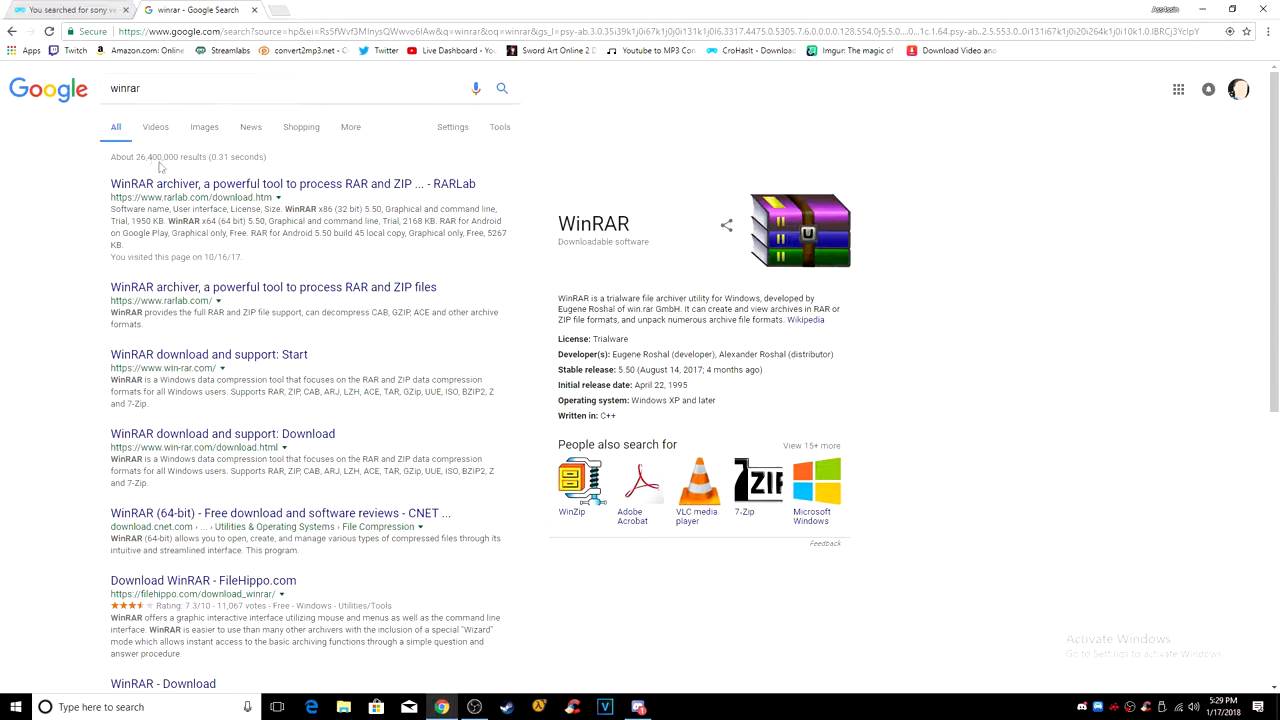 You searched for sony ve
winrar - Google Search
Secure
https://www.google.com/search?source=hp&ei=
Apps
Twitch
Amazon.com: Online
Streamlabs
convert2mp3.net - C
Twitter
Live Dashboard - You
Sword Art Online 2 D
Youtube to MP3 Con
CroHasIt - Download
Imgur: The magic of
Download Video and
Google
winrar
All
Videos
Images
News
Shopping
More
Settings
Tools
About 26,400,000 results (0.31 seconds)
WinRAR archiver, a powerful tool to process RAR and ZIP ... - RARLab
https://www.rarlab.com/download.htm
Software name, User interface, License, Size. WinRAR x86 (32 bit) 5.50, Graphical and command line,
Trial, 1950 KB. WinRAR x64 (64 bit) 5.50, Graphical and command line, Trial, 2168 KB. RAR for Android
on Google Play, Graphical only, Free. RAR for Android 5.50 build 45 local copy, Graphical only, Free, 5267
KB.
You visited this page on 10/16/17.
WinRAR archiver, a powerful tool to process RAR and ZIP files
https://www.rarlab.com/
WinRAR provides the full RAR and ZIP file support, can decompress CAB, GZIP, ACE and other archive
formats.
WinRAR download and support: Start
https://www.win-rar.com/
WinRAR is a Windows data compression tool that focuses on the RAR and ZIP data compression
formats for all Windows users. Supports RAR, ZIP, CAB, ARJ, LZH, ACE, TAR, GZip, UUE, ISO, BZIP2, Z
and 7-Zip.
WinRAR download and support: Download
https://www.win-rar.com/download.html
WinRAR is a Windows data compression tool that focuses on the RAR and ZIP data compression
formats for all Windows users. Supports RAR, ZIP, CAB, ARJ, LZH, ACE, TAR, GZip, UUE, ISO, BZIP2, Z
and 7-Zip.
WinRAR (64-bit) - Free download and software reviews - CNET ...
download.cnet.com › ... › Utilities & Operating Systems › File Compression
WinRAR (64-bit) allows you to open, create, and manage various types of compressed files through its
intuitive and streamlined interface. This program.
Download WinRAR - FileHippo.com
https://filehippo.com/download_winrar/
Rating: 7.3/10 - 11,067 votes - Free - Windows - Utilities/Tools
WinRAR offers a graphic interactive interface utilizing mouse and menus as well as the command line
interface. WinRAR is easier to use than many other archivers with the inclusion of a special "Wizard"
mode which allows instant access to the basic archiving functions through a simple question and
answer procedure.
WinRAR - Download
WinRAR
Downloadable software
WinRAR is a trialware file archiver utility for Windows, developed by
Eugene Roshal of win.rar GmbH. It can create and view archives in RAR or
ZIP file formats, and unpack numerous archive file formats. Wikipedia
License: Trialware
Developer(s): Eugene Roshal (developer), Alexander Roshal (distributor)
Stable release: 5.50 (August 14, 2017; 4 months ago)
Initial release date: April 22, 1995
Operating system: Windows XP and later
Written in: C++
People also search for
View 15+ more
ZIP
WinZip
Adobe
Acrobat
VLC media
player
7-Zip
Microsoft
Windows
Feedback
Activate Windows
Go to Settings to activate Windows.
Type here to search
5:29 PM
1/17/2018